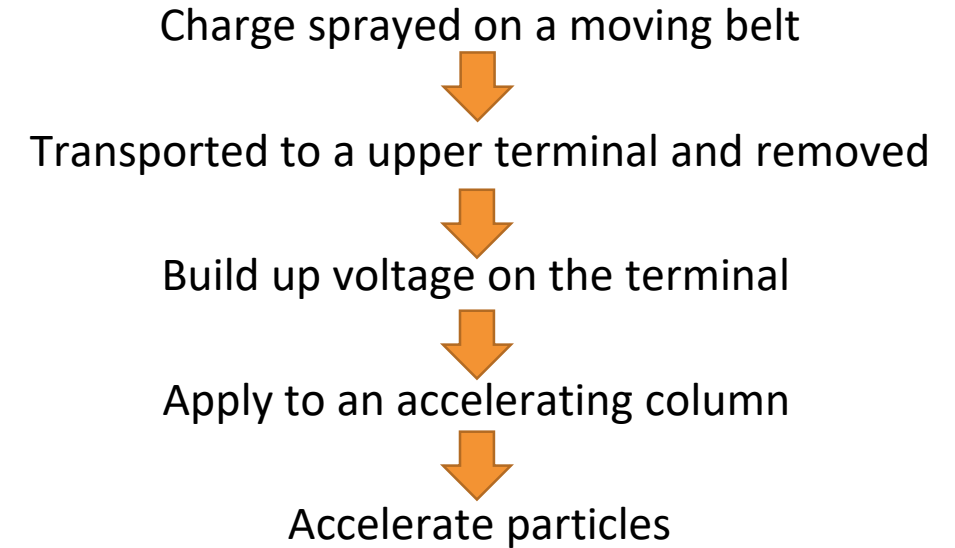 Charge sprayed on a moving belt
Transported to a upper terminal and removed
Build up voltage on the terminal
Apply to an accelerating column
Accelerate particles